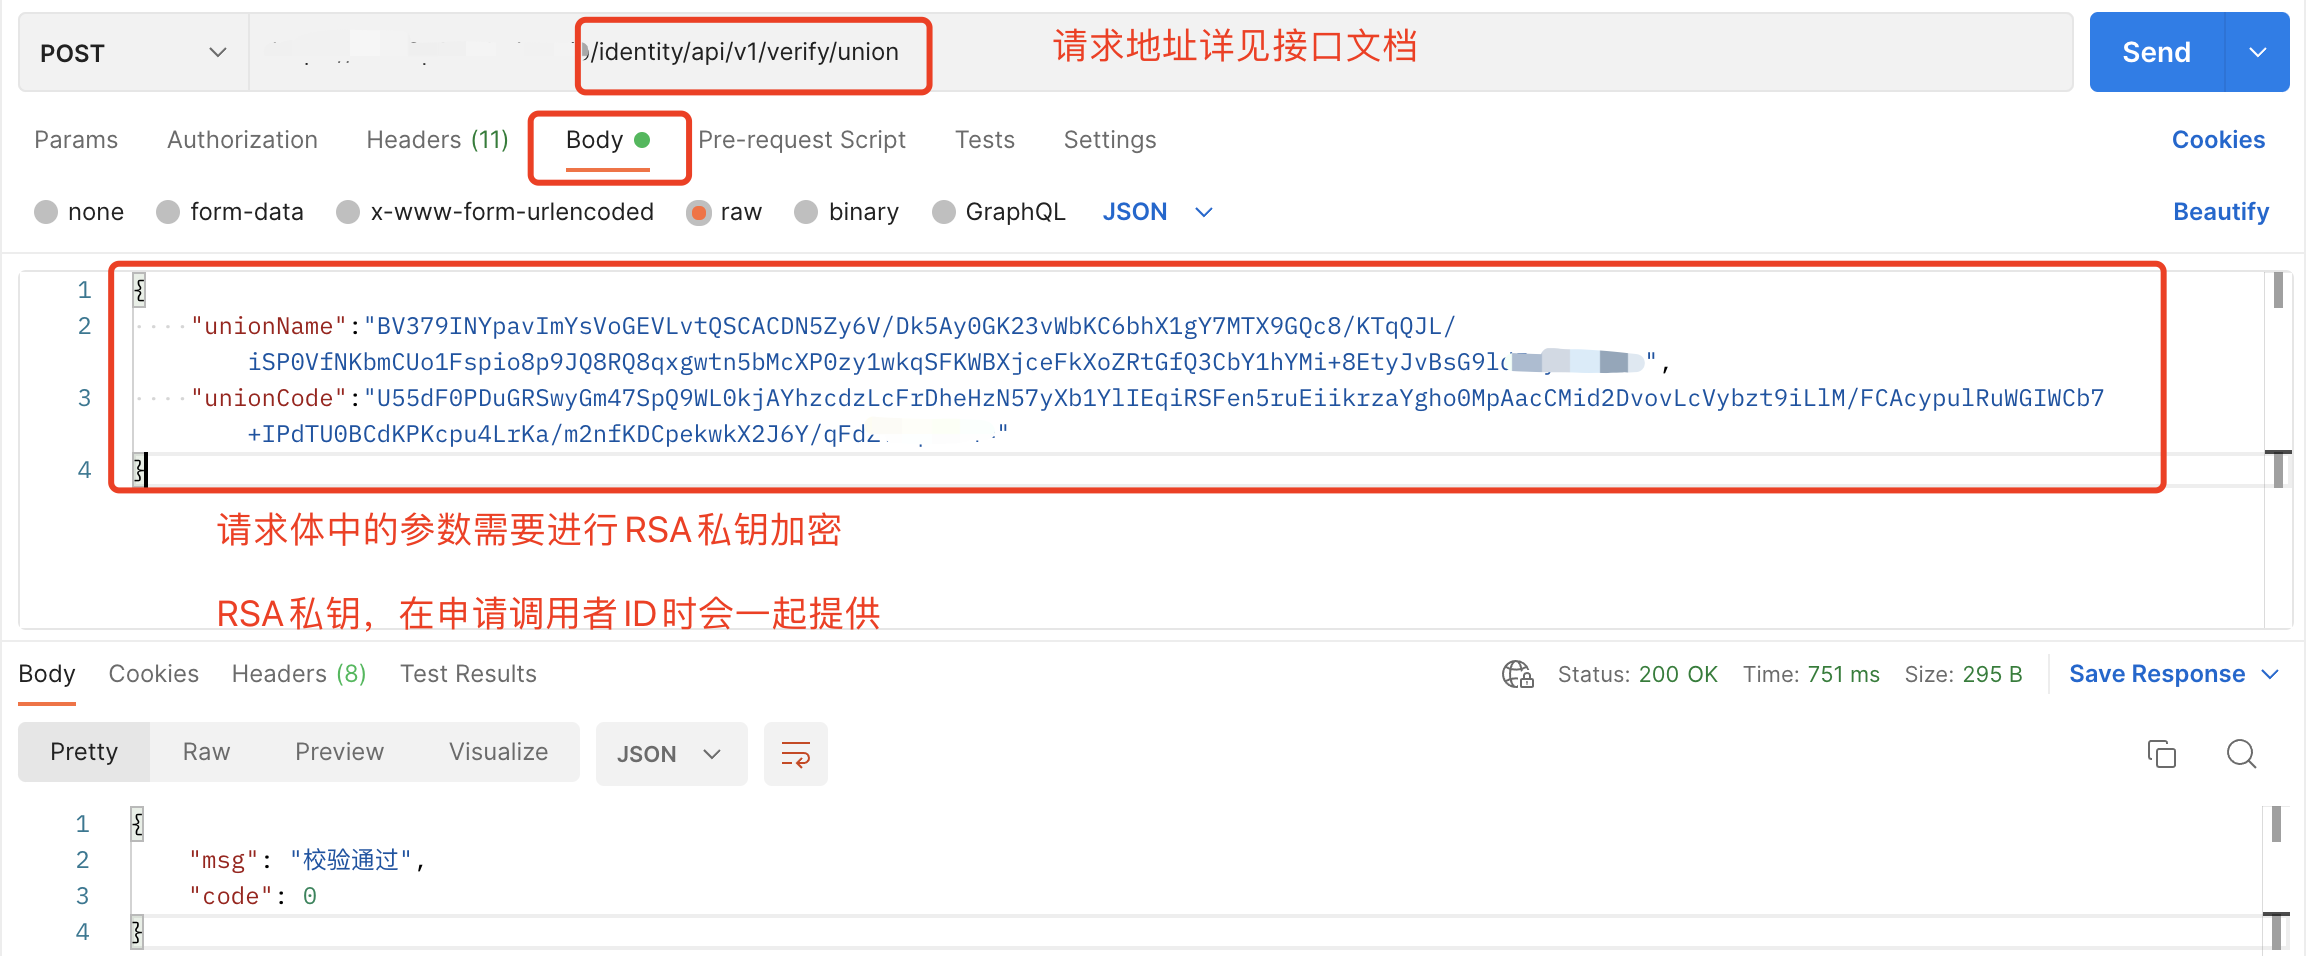 POST
/identity/api/v1/verify/union
请求地址详见接口文档
Send
Params Authorization Headers (11) Body Pre-request Script Tests Settings Cookies
none form-data x-www-form-urlencoded raw binary GraphQL JSON Beautify
1 {
2 "unionName":"BV379INYpavImYsVoGEVLvtQSCACDN5Zy6V/Dk5Ay0GK23vWbKC6bhX1gY7MTX9GQc8/KTqQJL/
iSP0VfNKbmCUo1Fspio8p9JQ8RQ8qxgwtn5bMcXP0zy1wkqSFKWBXjceFkXoZRtGfQ3CbY1hYMi+8EtyJvBsG9l",
3 "unionCode":"U55dF0PDuGRSwyGm47SpQ9WL0kjAYhzcdzLcFrDheHzN57yXb1YlIEqiRSFen5ruEiikrzaYgho0MpAacCMid2DvovLcVybzt9iLlM/FCAcypulRuWGIWCb7
+IPdTU0BCdKPKcpu4LrKa/m2nfKDCpekwkX2J6Y/qFd"
4 }
请求体中的参数需要进行RSA私钥加密
RSA私钥，在申请调用者ID时会一起提供
Body Cookies Headers (8) Test Results Status: 200 OK Time: 751 ms Size: 295 B Save Response
Pretty Raw Preview Visualize JSON
1 {
2 "msg": "校验通过",
3 "code": 0
4 }